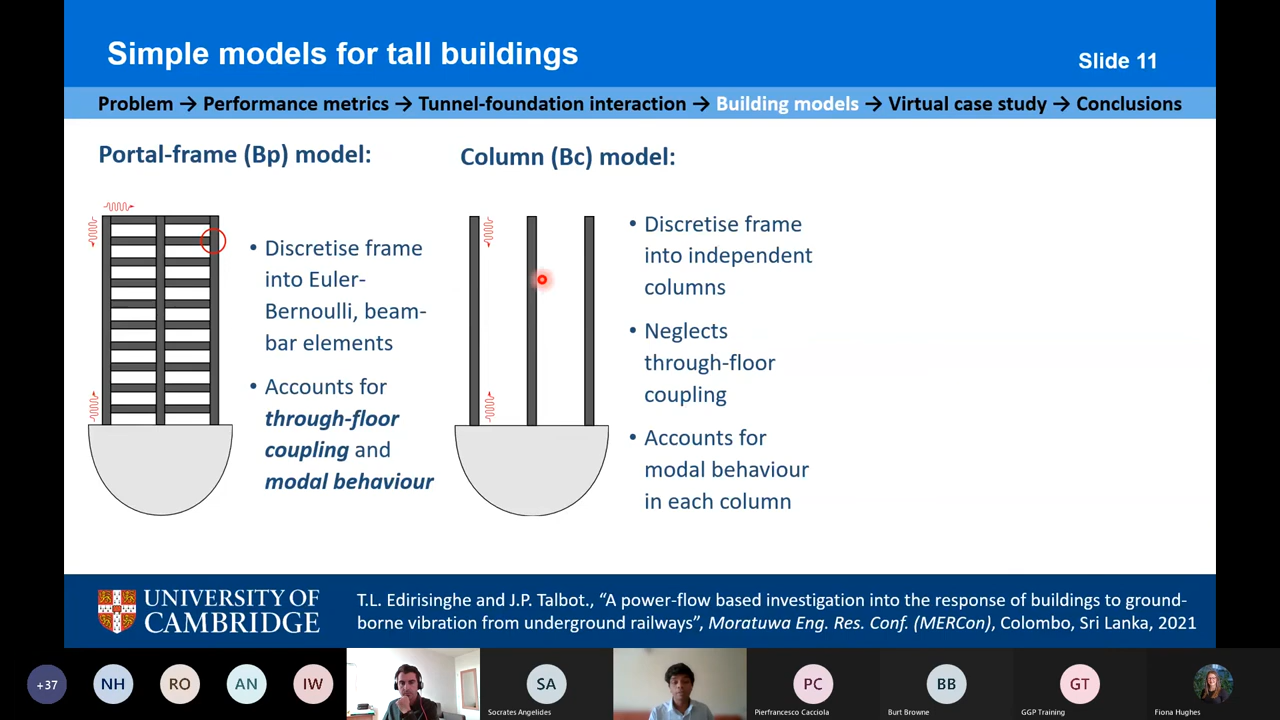 Simple models for tall buildings
Slide 11
Problem → Performance metrics → Tunnel-foundation interaction → Building models → Virtual case study → Conclusions
Portal-frame (Bp) model:
• Discretise frame
into Euler-
Bernoulli, beam-
bar elements
• Accounts for
through-floor
coupling and
modal behaviour
Column (Bc) model:
• Discretise frame
into independent
columns
• Neglects
through-floor
coupling
• Accounts for
modal behaviour
in each column
UNIVERSITY OF
CAMBRIDGE
T.L. Edirisinghe and J.P. Talbot., “A power-flow based investigation into the response of buildings to ground-
borne vibration from underground railways”, Moratuwa Eng. Res. Conf. (MERCon), Colombo, Sri Lanka, 2021
+37
NH
RO
AN
IW
SA
Socrates Angelides
PC
Pierfrancesco Cacciola
BB
Burt Browne
GT
GGP Training
Fiona Hughes